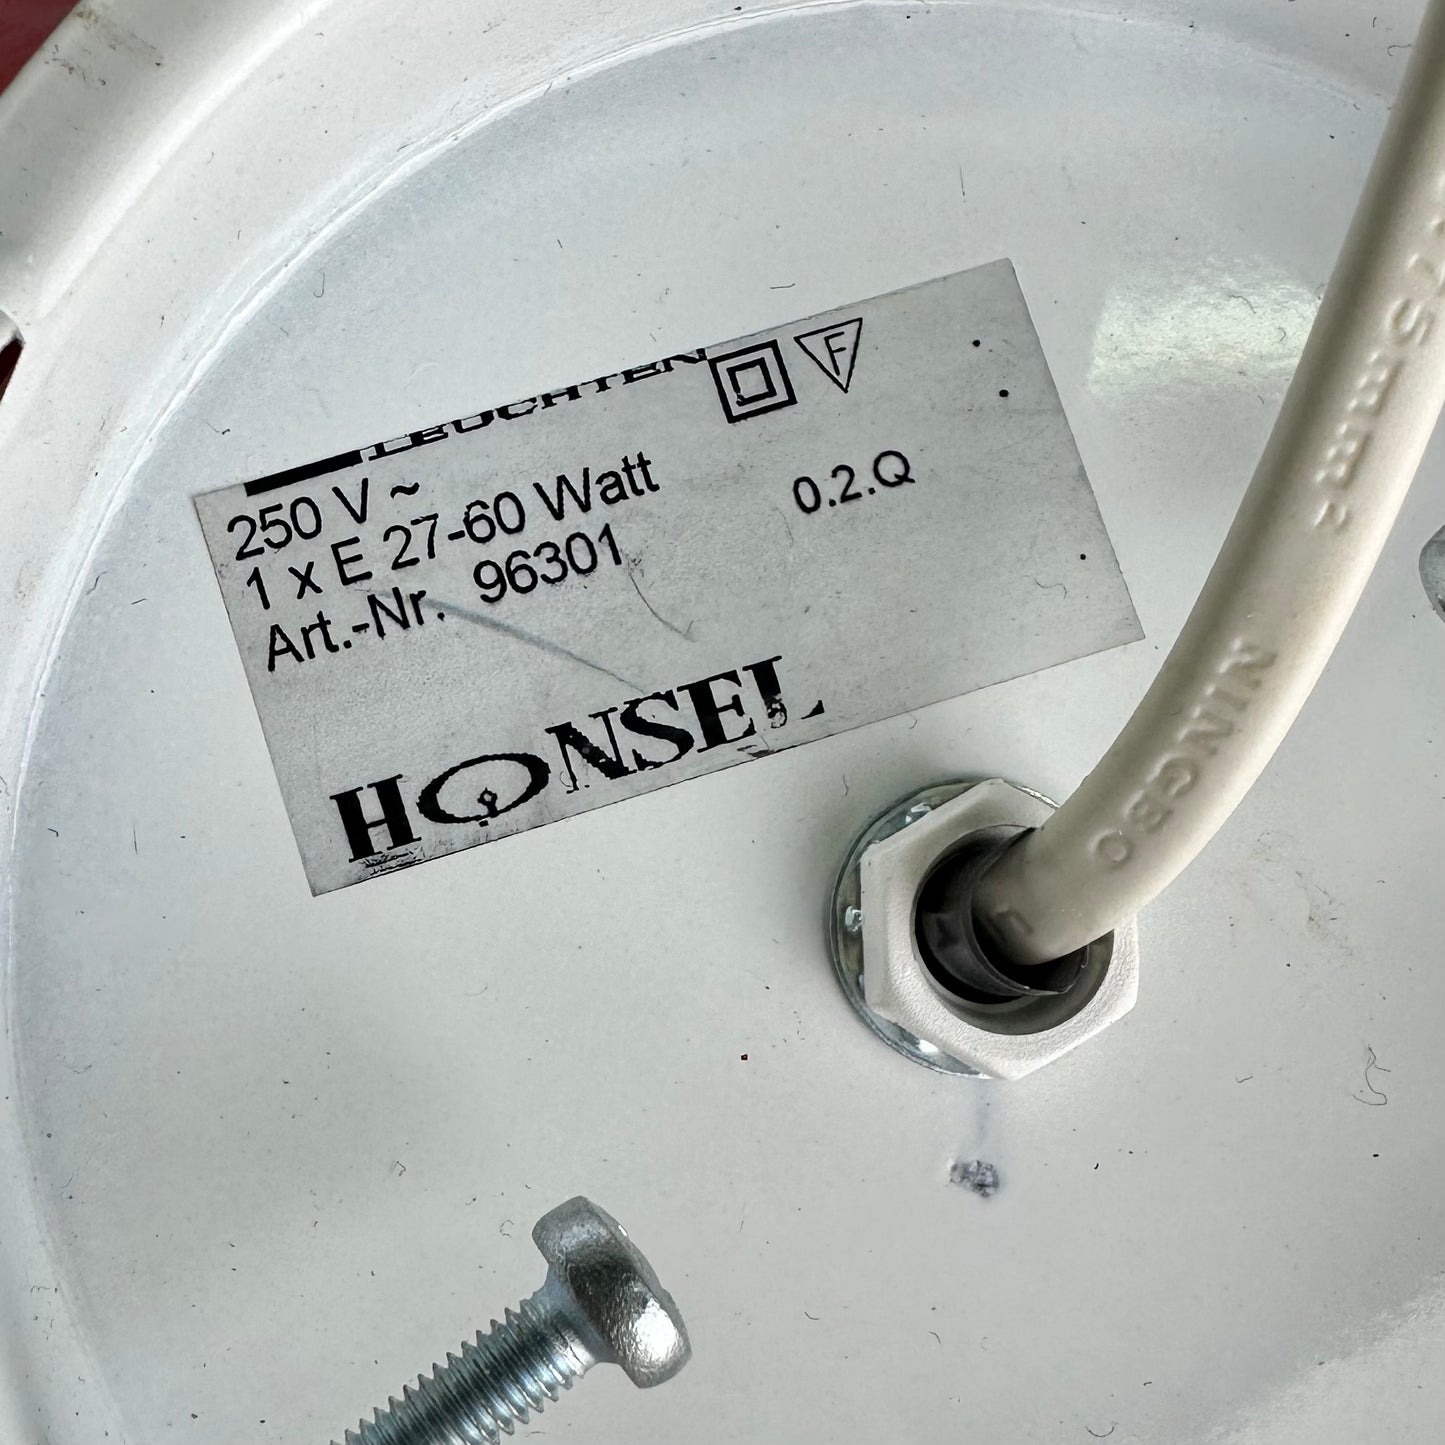 LEUCHTEN
F
250 V ~
1 x E 27-60 Watt
0.2.Q
Art.-Nr. 96301
HONSEL
NINGBO